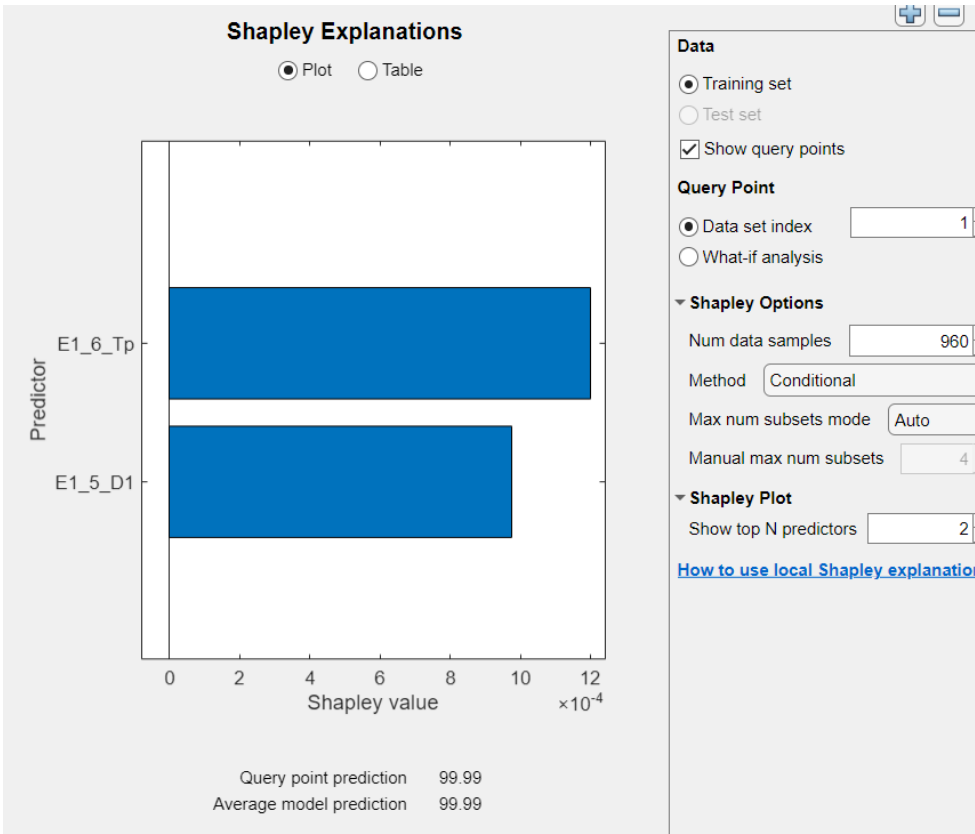 Shapley Explanations
Plot Table
E1_6_Tp
E1_5_D1
Predictor
0 2 4 6 8 10 12
Shapley value ×10-4
Query point prediction 99.99
Average model prediction 99.99
Data
Training set
Test set
Show query points
Query Point
Data set index 1
What-if analysis
Shapley Options
Num data samples 960
Method Conditional
Max num subsets mode Auto
Manual max num subsets 4
Shapley Plot
Show top N predictors 2
How to use local Shapley explanation